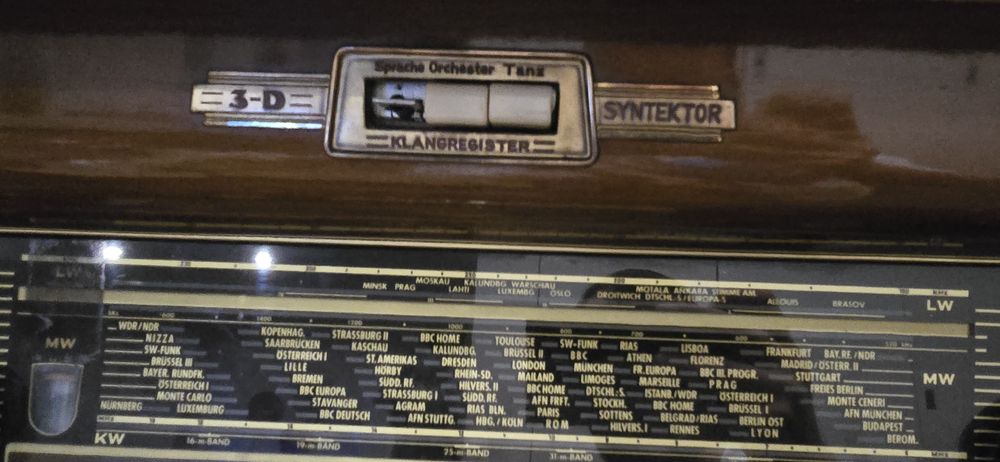 Sprache Orchester Tanz
3-D
SYNTEKTOR
KLANGREGISTER
LW
MINSK PRAG MOSKAU LAHTI KALUNDBG. LUXEMBG. WARSCHAU OSLO DROITWICH MOTALA DTSCHL.S/EUROPA-S ANKARA STIMME AM. ALLOUIS BRASOV
LW
WDR/NDR KOPENHAG. STRASSBURG II BBC HOME TOULOUSE SW-FUNK RIAS LISBOA FRANKFURT BAY.RF./NDR
NIZZA SAARBRÜCKEN KASCHAU KALUNDBG. BRÜSSEL II BBC ATHEN FLORENZ MADRID/ÖSTERR.II
MW
SW-FUNK ÖSTERREICH I ST.AMERIKAS DRESDEN LONDON MÜNCHEN FR.EUROPA BBC III.PROGR. STUTTGART
BRÜSSEL III LILLE HÖRBY RHEIN-SD. MAILAND LIMOGES MARSEILLE PRAG FREIES BERLIN
MW
BAYER. RUNDFK. BREMEN SÜDD. RF. HILVERS. II BBC HOME DTSCHL.S. ISTANB./WDR ÖSTERREICH I MONTE CENERI
ÖSTERREICH I BBC EUROPA STRASSBURG I SÜDD. RF. AFN FRFT. STOCKH. BBC HOME BRÜSSEL I AFN MÜNCHEN
MONTE CARLO STAVANGER AGRAM RIAS BLN. PARIS SOTTENS BELGRAD/RIAS BERLIN OST BUDAPEST
NÜRNBERG LUXEMBURG BBC DEUTSCH AFN STUTTG. HBG./KÖLN ROM HILVERS. I RENNES LYON BEROM.
KW
16-m-BAND 19-m-BAND 25-m-BAND 31-m-BAND